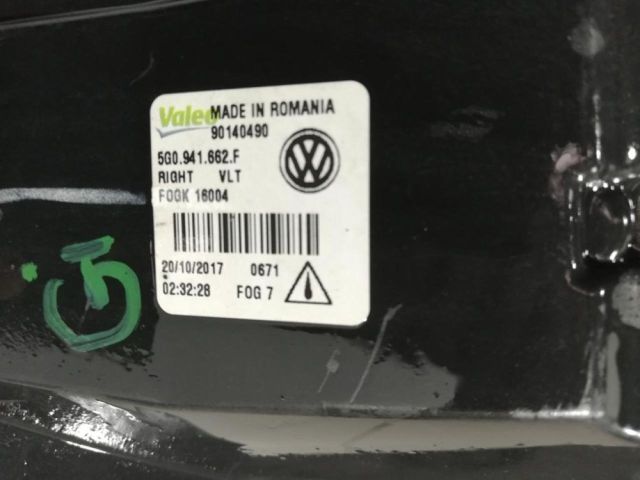 Valeo MADE IN ROMANIA
90140490
5G0.941.662.F
RIGHT VLT
FOGK 16004
20/10/2017 0671
02:32:28 FOG 7